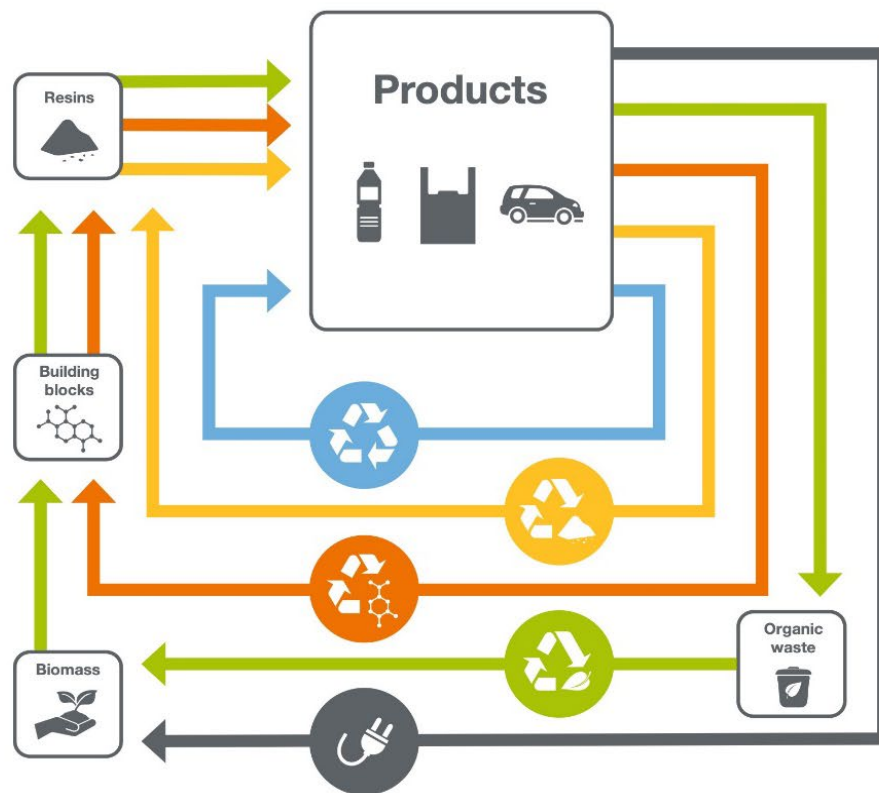 Products
Resins
Building
blocks
Organic
waste
Biomass